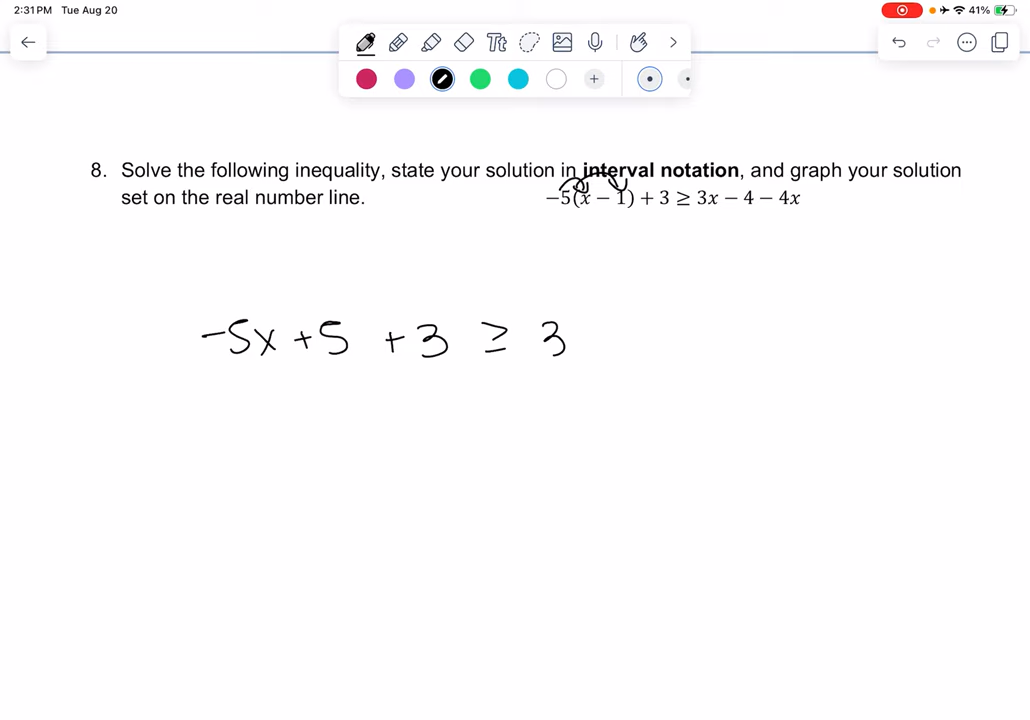 2:31 PM Tue Aug 20
41%
Tt
8. Solve the following inequality, state your solution in interval notation, and graph your solution
set on the real number line.
−5(x − 1) + 3 ≥ 3x − 4 − 4x
-5x +5 +3 ≥ 3